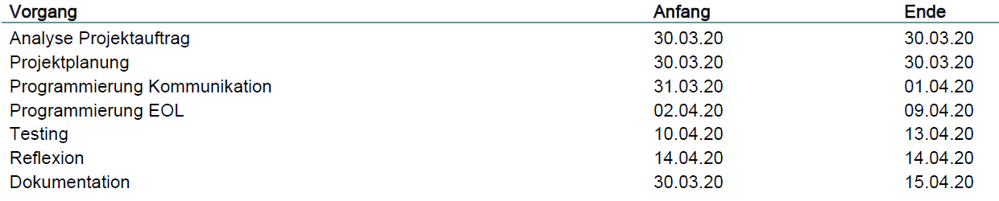 Vorgang Anfang Ende
Analyse Projektauftrag 30.03.20 30.03.20
Projektplanung 30.03.20 30.03.20
Programmierung Kommunikation 31.03.20 01.04.20
Programmierung EOL 02.04.20 09.04.20
Testing 10.04.20 13.04.20
Reflexion 14.04.20 14.04.20
Dokumentation 30.03.20 15.04.20